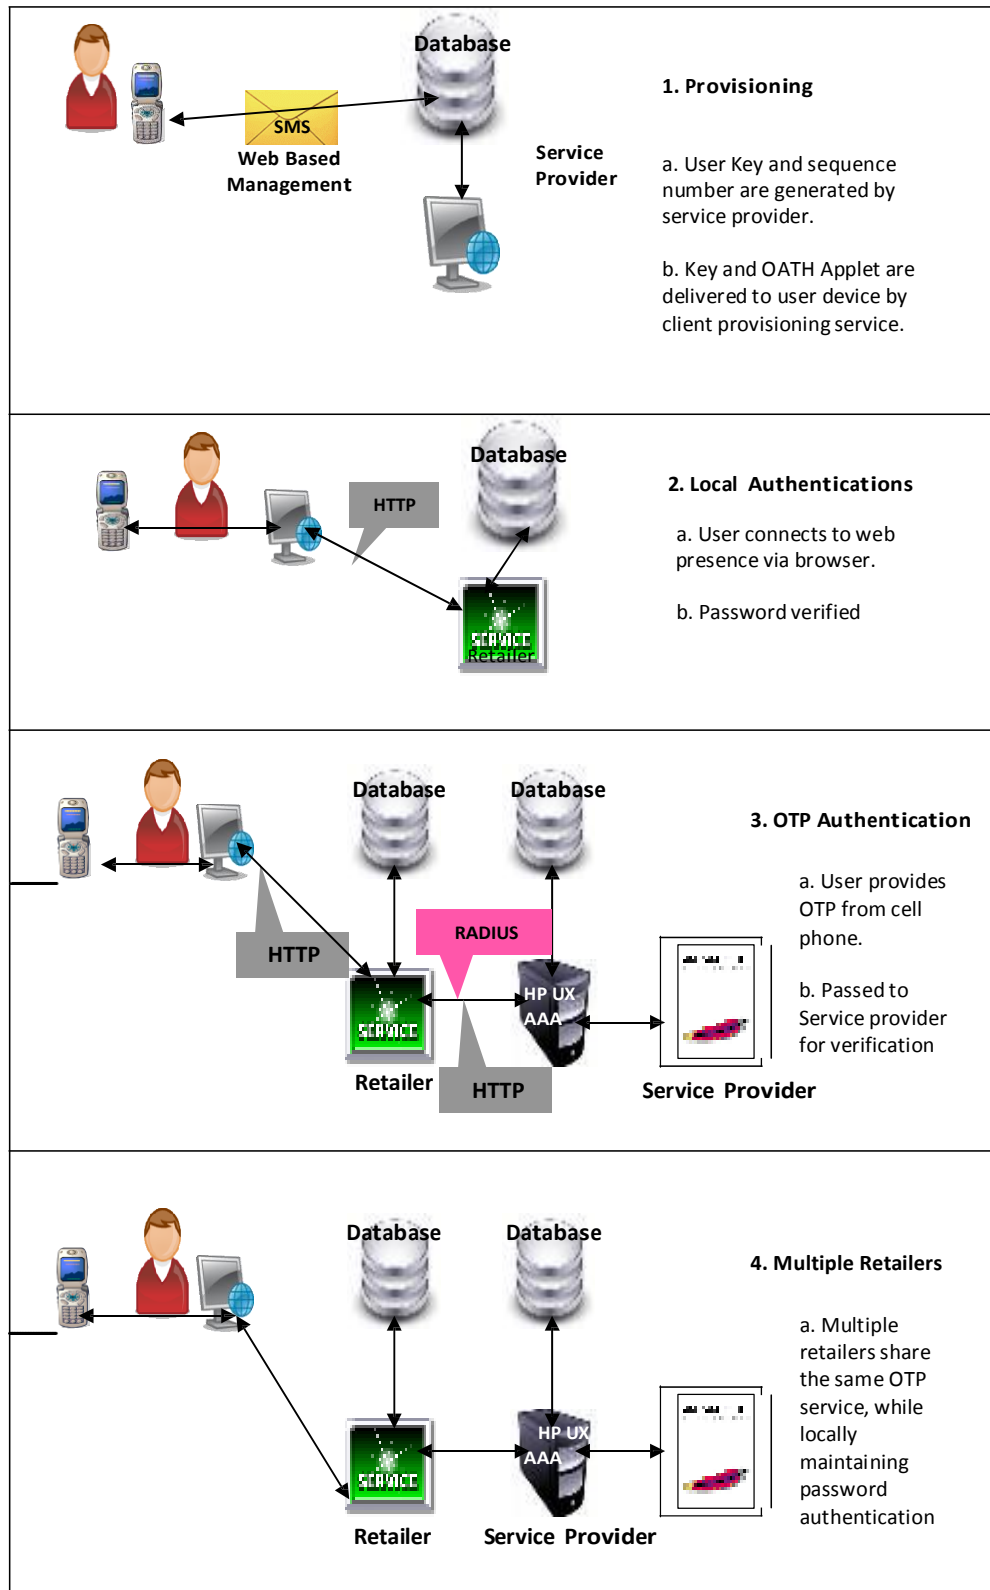 Database
SMS
Web Based
Management
Service
Provider
1. Provisioning
a. User Key and sequence
number are generated by
service provider.
b. Key and OATH Applet are
delivered to user device by
client provisioning service.
Database
HTTP
SERVICE
Retailer
2. Local Authentications
a. User connects to web
presence via browser.
b. Password verified
Database
Database
HTTP
RADIUS
SERVICE
HP UX
AAA
Retailer
HTTP
Service Provider
3. OTP Authentication
a. User provides
OTP from cell
phone.
b. Passed to
Service provider
for verification
Database
Database
SERVICE
HP UX
AAA
Retailer
Service Provider
4. Multiple Retailers
a. Multiple
retailers share
the same OTP
service, while
locally
maintaining
password
authentication